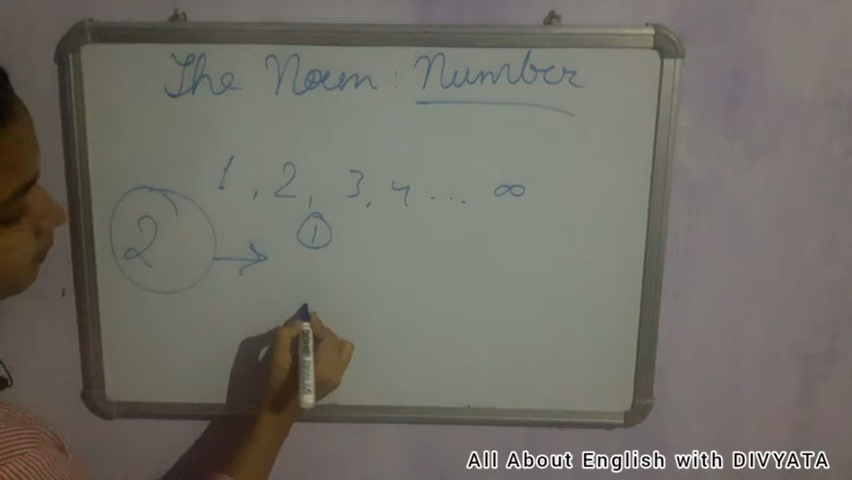 The Noun: Number
1, 2, 3, 4 ... ∞
2 → ①
All About English with DIVYATA